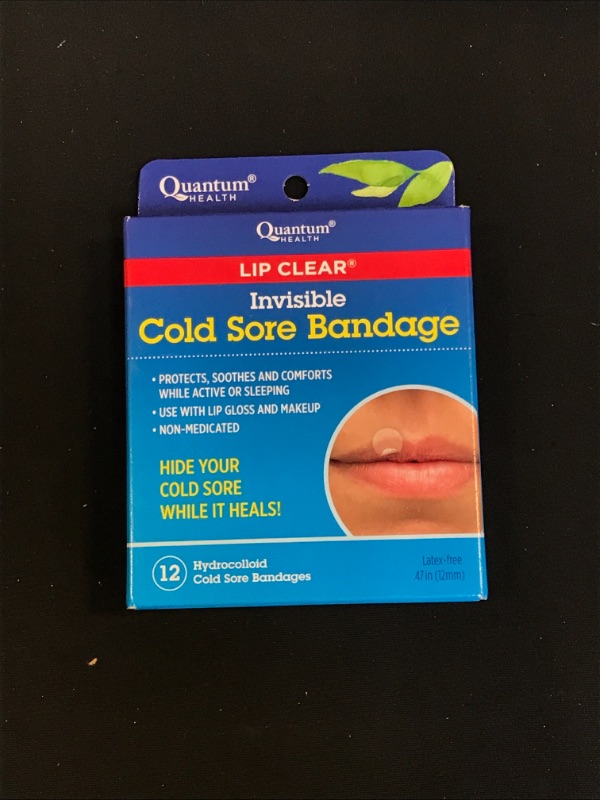 Quantum®
HEALTH
Quantum®
HEALTH
LIP CLEAR®
Invisible
Cold Sore Bandage
• PROTECTS, SOOTHES AND COMFORTS
WHILE ACTIVE OR SLEEPING
• USE WITH LIP GLOSS AND MAKEUP
• NON-MEDICATED
HIDE YOUR
COLD SORE
WHILE IT HEALS!
12 Hydrocolloid
Cold Sore Bandages
Latex-free
.47 in (12mm)